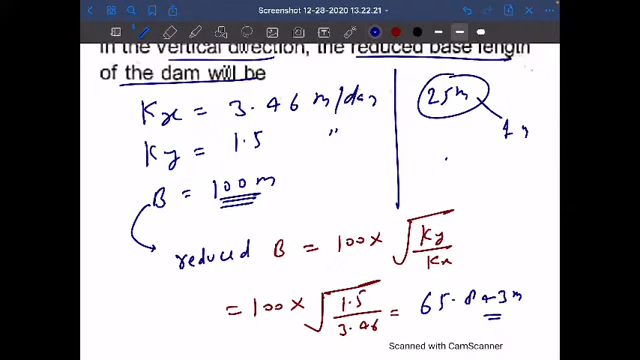 Screenshot 12-28-2020 13.22.21
In the vertical direction, the reduced base length
of the dam will be
Kx = 3.46 m/day
Ky = 1.5 "
B = 100 m
25 m
reduced B = 100 × √(Ky/Kx)
= 100 × √(1.5/3.46) = 65.843 m
Scanned with CamScanner